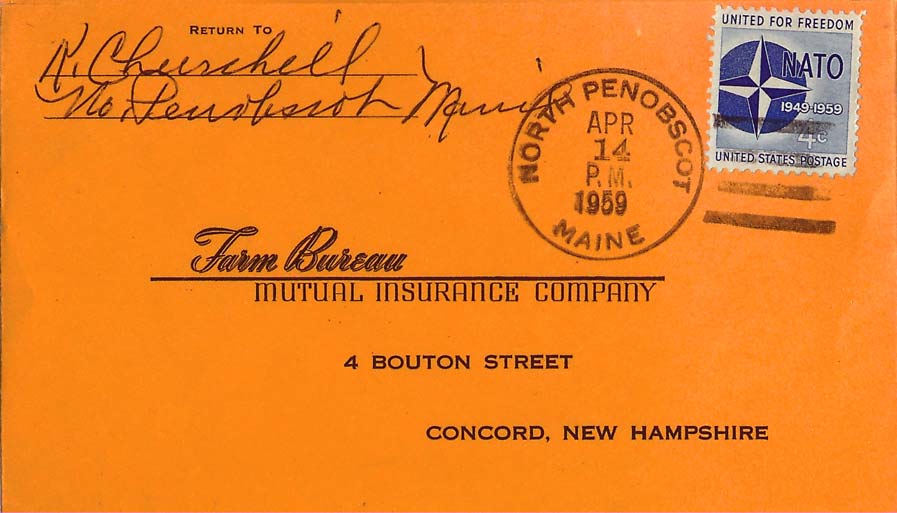 RETURN TO
K. Churchill
No. Penobscot Maine
UNITED FOR FREEDOM
NATO
1949-1959
4¢
UNITED STATES POSTAGE
NORTH PENOBSCOT
APR
14
P.M.
1959
MAINE
Farm Bureau
MUTUAL INSURANCE COMPANY
4 BOUTON STREET
CONCORD, NEW HAMPSHIRE